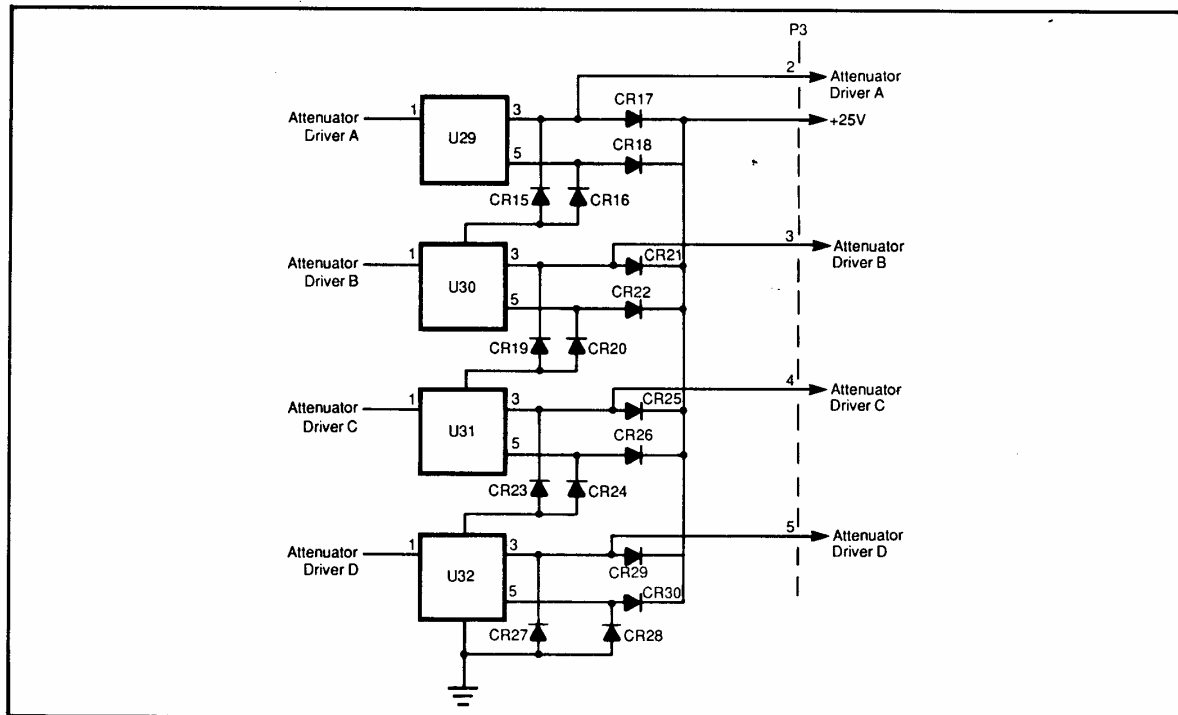 P3
2
Attenuator
Driver A
CR17
Attenuator
Driver A
1
U29
3
+25V
CR18
5
CR15
CR16
3
Attenuator
Driver B
Attenuator
Driver B
1
U30
3
CR21
CR22
5
CR19
CR20
4
Attenuator
Driver C
Attenuator
Driver C
1
U31
3
CR25
CR26
5
CR23
CR24
5
Attenuator
Driver D
Attenuator
Driver D
1
U32
3
CR29
5
CR30
CR27
CR28